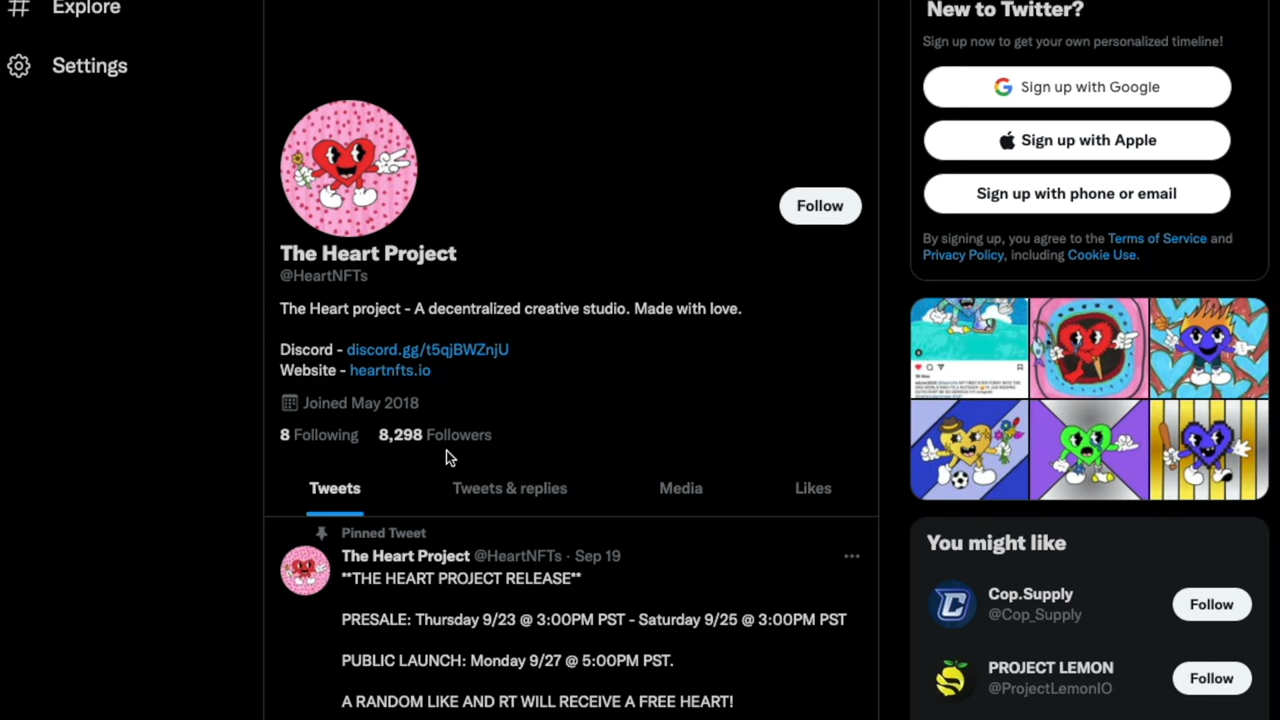 Explore
Settings
The Heart Project
@HeartNFTs
Follow
The Heart project - A decentralized creative studio. Made with love.
Discord - discord.gg/t5qjBWZnjU
Website - heartnfts.io
Joined May 2018
8 Following 8,298 Followers
Tweets Tweets & replies Media Likes
Pinned Tweet
The Heart Project @HeartNFTs · Sep 19
**THE HEART PROJECT RELEASE**
PRESALE: Thursday 9/23 @ 3:00PM PST - Saturday 9/25 @ 3:00PM PST
PUBLIC LAUNCH: Monday 9/27 @ 5:00PM PST.
A RANDOM LIKE AND RT WILL RECEIVE A FREE HEART!
New to Twitter?
Sign up now to get your own personalized timeline!
Sign up with Google
Sign up with Apple
Sign up with phone or email
By signing up, you agree to the Terms of Service and
Privacy Policy, including Cookie Use.
You might like
Cop.Supply
@Cop_Supply
Follow
PROJECT LEMON
@ProjectLemonIO
Follow